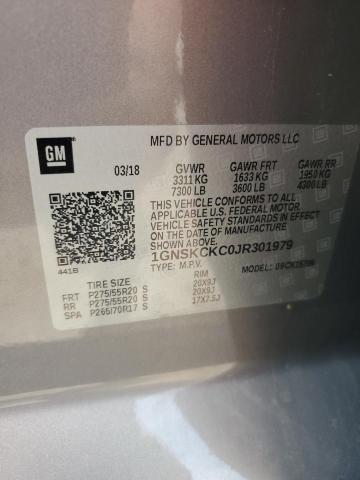 MFD BY GENERAL MOTORS LLC
GM
03/18 GVWR GAWR FRT GAWR RR
3311 KG 1633 KG 1950 KG
7300 LB 3600 LB 4300 LB
THIS VEHICLE CONFORMS TO ALL
APPLICABLE U.S. FEDERAL MOTOR
VEHICLE SAFETY STANDARDS IN EFFECT
ON THE DATE OF MANUFACTURE SHOWN ABOVE.
1GNSKCKC0JR301979
441B
TYPE: M.P.V. MODEL:
TIRE SIZE RIM
FRT P275/55R20 S 20X9J
RR P275/55R20 S 20X9J
SPA P265/70R17 S 17X7.5J